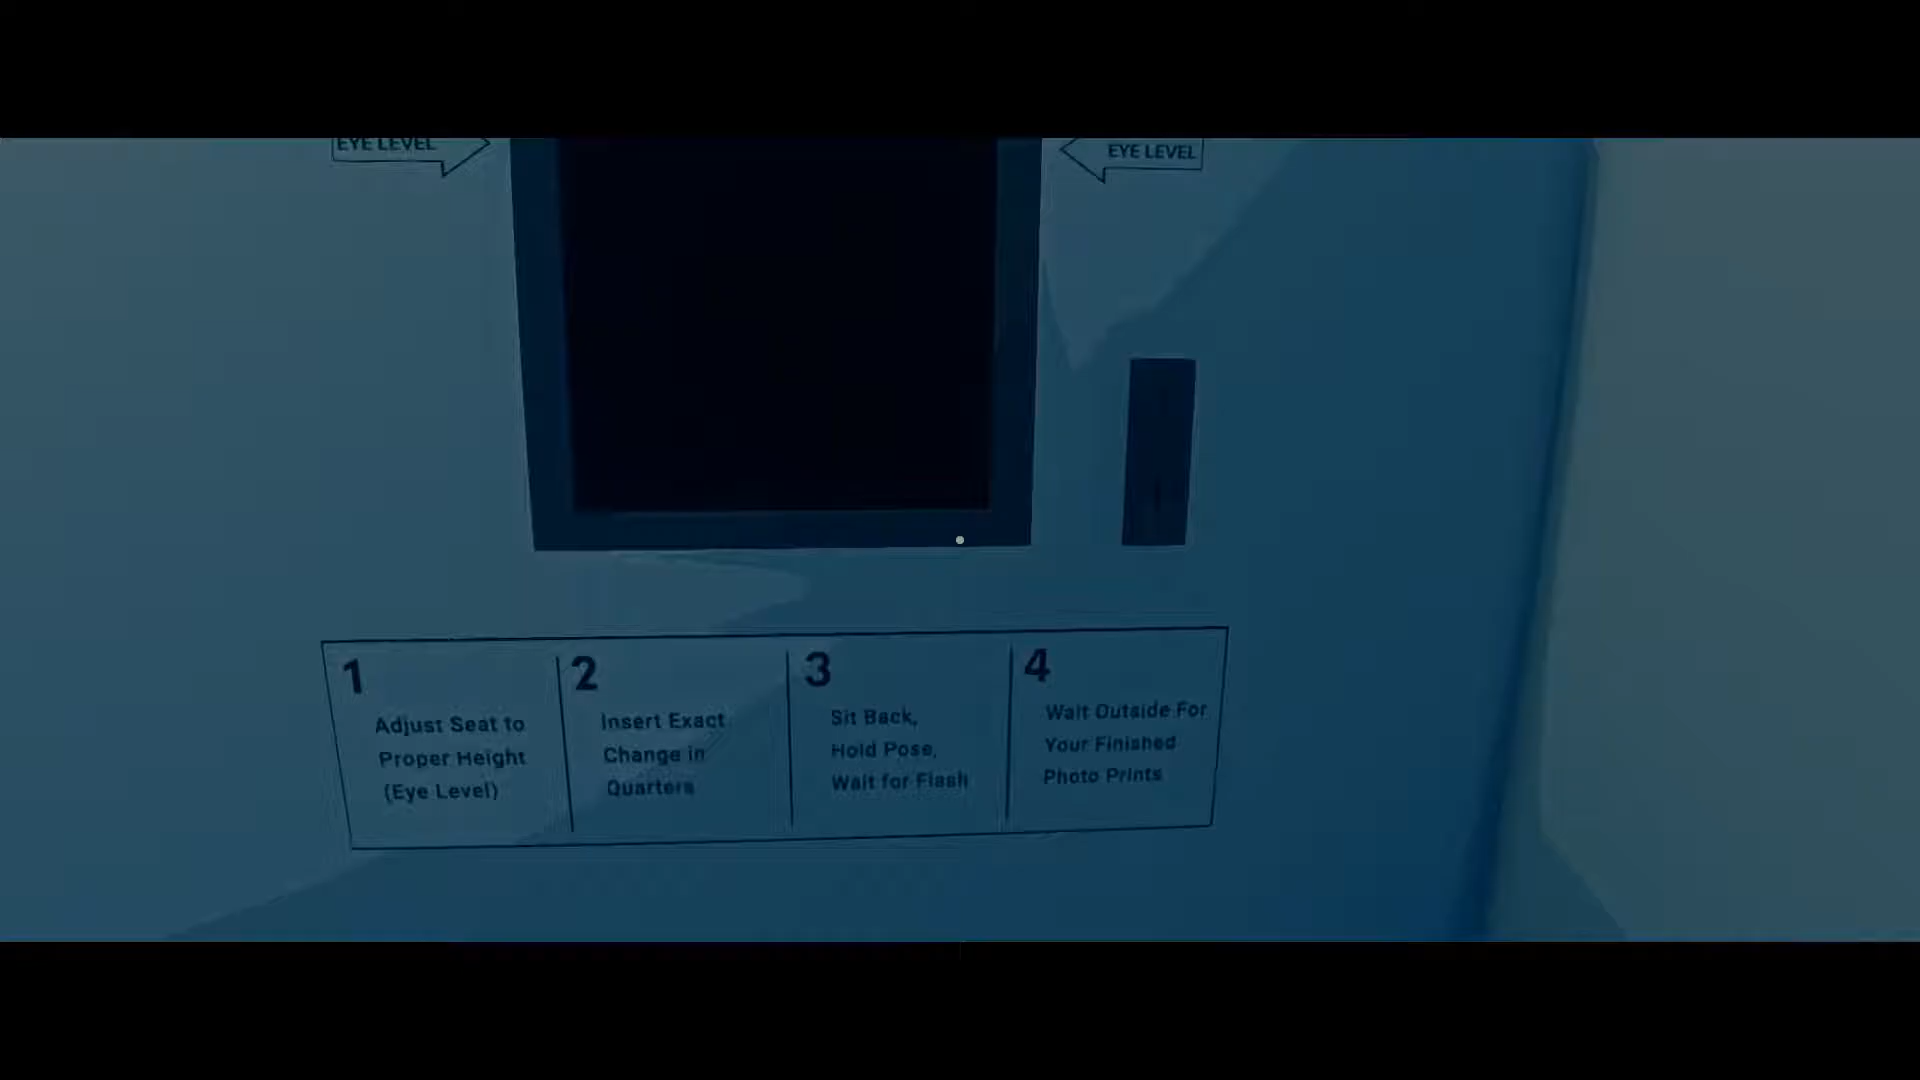 EYE LEVEL
EYE LEVEL
1
Adjust Seat to
Proper Height
(Eye Level)
2
Insert Exact
Change in
Quarters
3
Sit Back,
Hold Pose,
Wait for Flash
4
Wait Outside For
Your Finished
Photo Prints